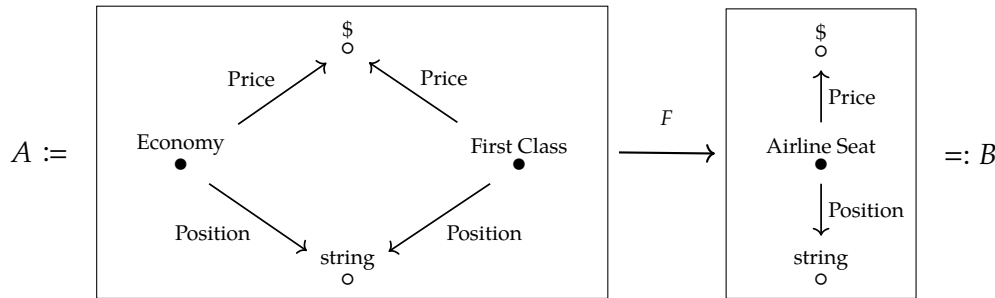 $
Price
Price
Economy
First Class
A :=
Position
Position
string
F
$
Price
Airline Seat
Position
string
=: B